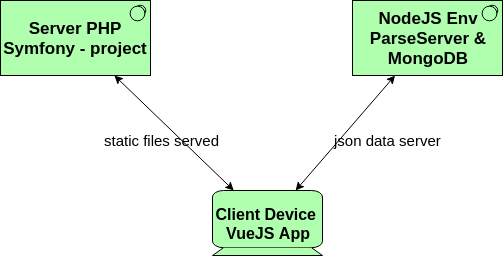 Server PHP
Symfony - project
NodeJS Env
ParseServer &
MongoDB
static files served
json data server
Client Device
VueJS App